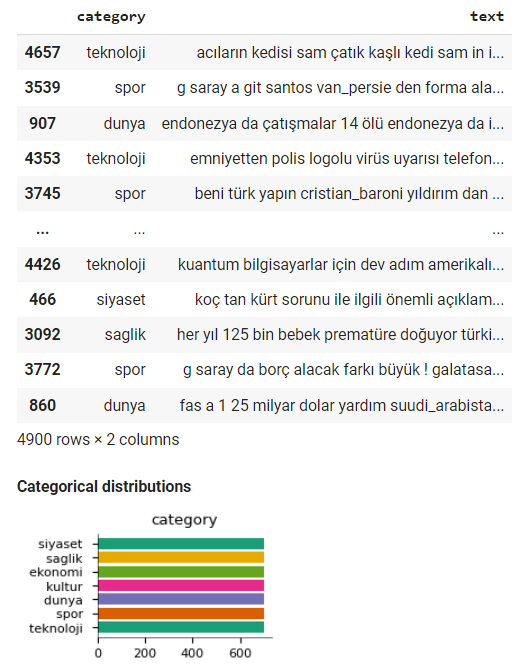 category text
4657 teknoloji acıların kedisi sam çatık kaşlı kedi sam in i...
3539 spor g saray a git santos van_persie den forma ala...
907 dunya endonezya da çatışmalar 14 ölü endonezya da i...
4353 teknoloji emniyetten polis logolu virüs uyarısı telefon...
3745 spor beni türk yapın cristian_baroni yıldırım dan ...
... ... ...
4426 teknoloji kuantum bilgisayarlar için dev adım amerikalı...
466 siyaset koç tan kürt sorunu ile ilgili önemli açıklam...
3092 saglik her yıl 125 bin bebek prematüre doğuyor türki...
3772 spor g saray da borç alacak farkı büyük ! galatasa...
860 dunya fas a 1 25 milyar dolar yardım suudi_arabista...
4900 rows × 2 columns
Categorical distributions
category
siyaset
saglik
ekonomi
kultur
dunya
spor
teknoloji
0 200 400 600